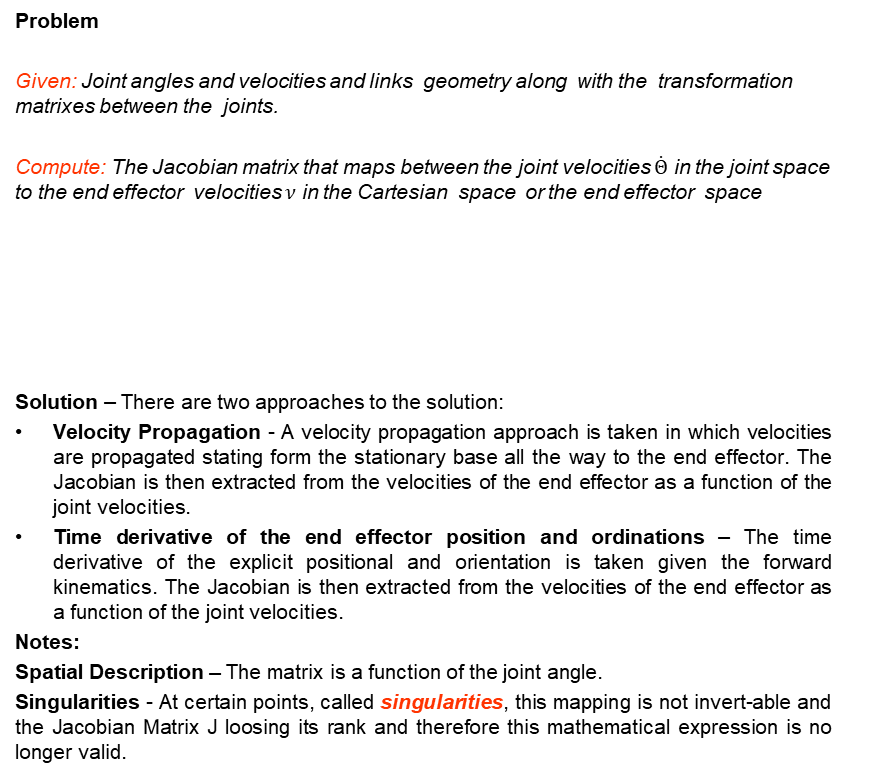 Problem
Given: Joint angles and velocities and links geometry along with the transformation
matrixes between the joints.
Compute: The Jacobian matrix that maps between the joint velocities Θ̇ in the joint space
to the end effector velocities ν in the Cartesian space or the end effector space
Solution – There are two approaches to the solution:
• Velocity Propagation - A velocity propagation approach is taken in which velocities
are propagated stating form the stationary base all the way to the end effector. The
Jacobian is then extracted from the velocities of the end effector as a function of the
joint velocities.
• Time derivative of the end effector position and ordinations – The time
derivative of the explicit positional and orientation is taken given the forward
kinematics. The Jacobian is then extracted from the velocities of the end effector as
a function of the joint velocities.
Notes:
Spatial Description – The matrix is a function of the joint angle.
Singularities - At certain points, called singularities, this mapping is not invert-able and
the Jacobian Matrix J loosing its rank and therefore this mathematical expression is no
longer valid.